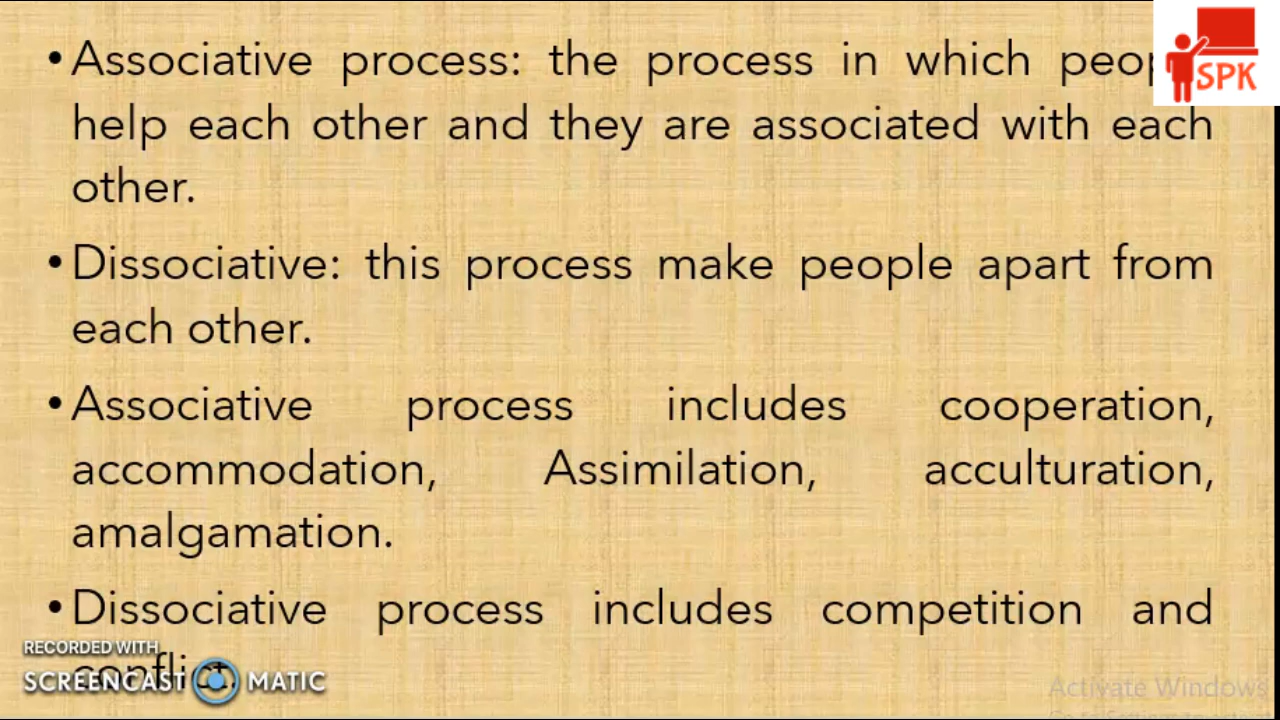 • Associative process: the process in which
help each other and they are associated with each
other.
• Dissociative: this process make people apart from
each other.
• Associative process includes cooperation,
accommodation, Assimilation, acculturation,
amalgamation.
• Dissociative process includes competition and
conflict.
SPK
RECORDED WITH
SCREENCAST MATIC
Activate Windows